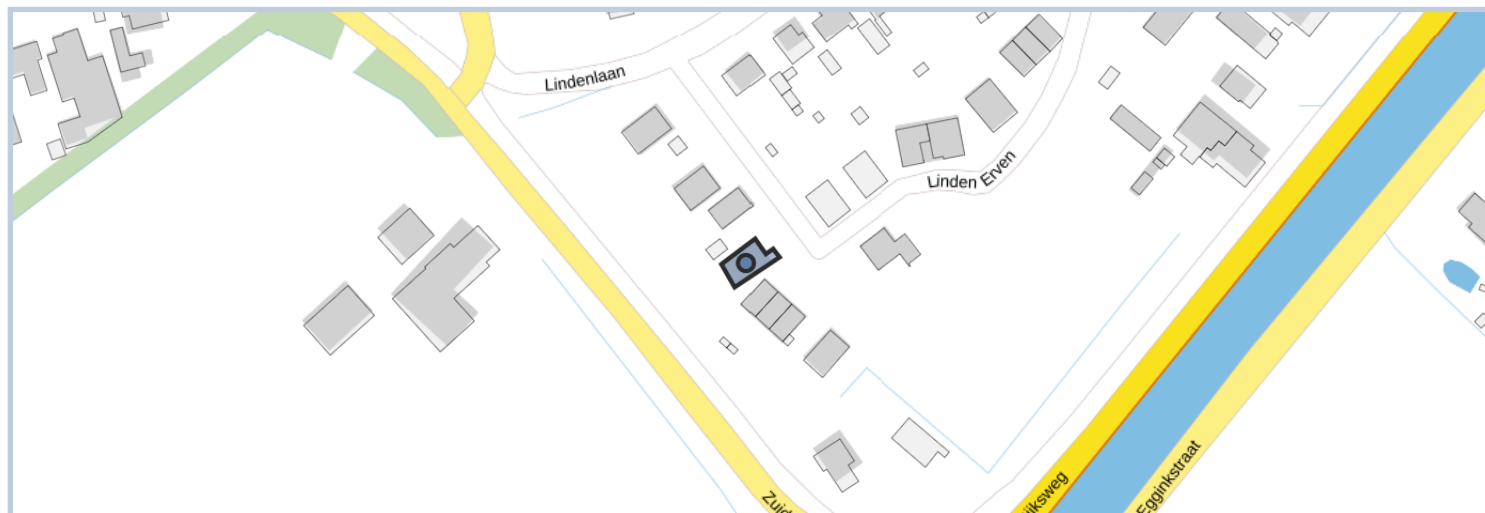 Lindenlaan
Linden Erven
Egginkstraat
ijksweg
Zuid